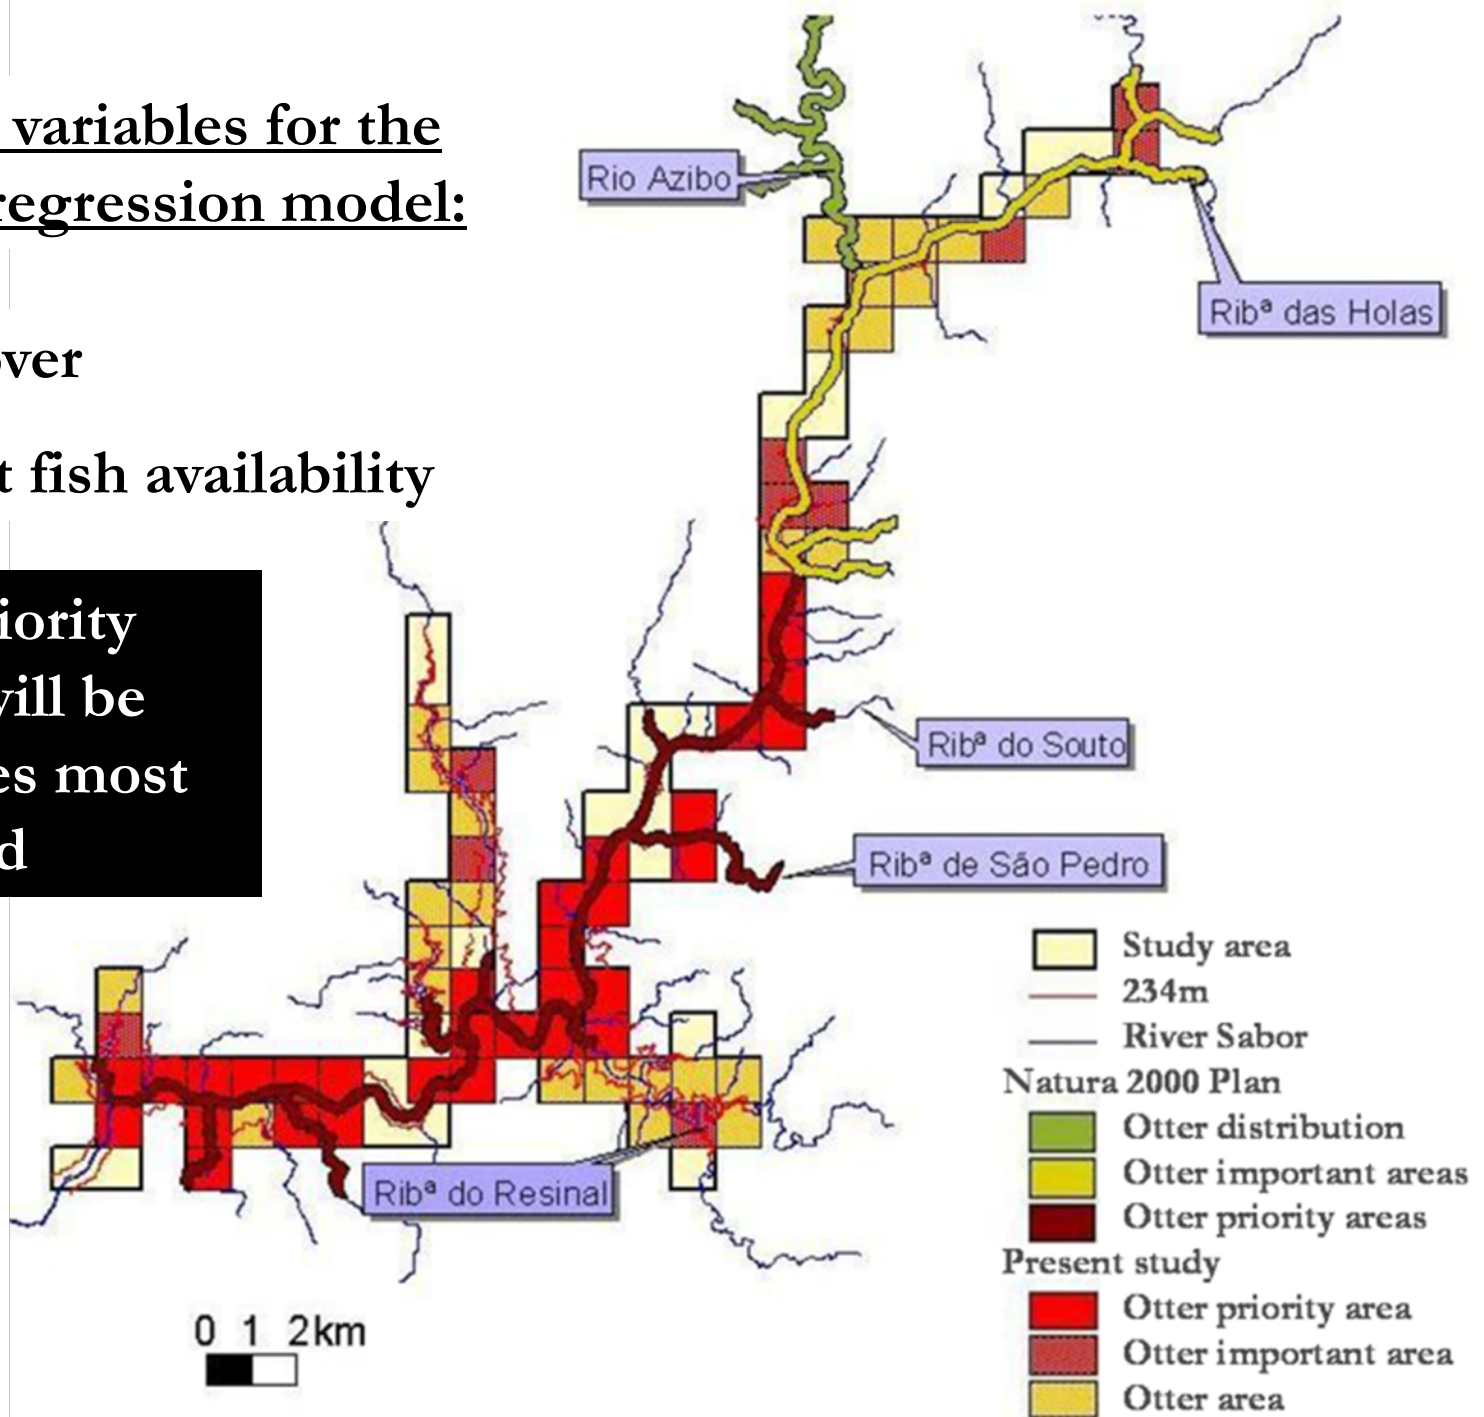 variables for the
regression model:
over
t fish availability
iority
will be
es most
d
Rio Azibo
Ribª das Holas
Ribª do Souto
Ribª de São Pedro
Ribª do Resinal
Study area
234m
River Sabor
Natura 2000 Plan
Otter distribution
Otter important areas
Otter priority areas
Present study
Otter priority area
Otter important area
Otter area
0 1 2km